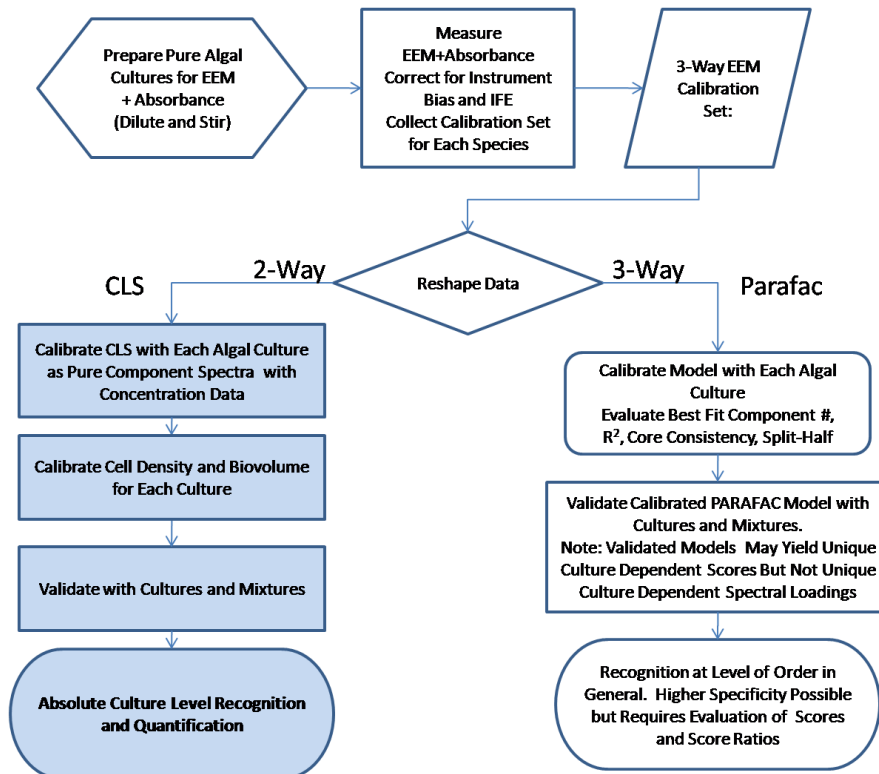 Prepare Pure Algal
Cultures for EEM
+ Absorbance
(Dilute and Stir)
Measure
EEM+Absorbance
Correct for Instrument
Bias and IFE
Collect Calibration Set
for Each Species
3-Way EEM
Calibration
Set:
CLS
2-Way
Reshape Data
3-Way
Parafac
Calibrate CLS with Each Algal Culture
as Pure Component Spectra with
Concentration Data
Calibrate Cell Density and Biovolume
for Each Culture
Validate with Cultures and Mixtures
Absolute Culture Level Recognition
and Quantification
Calibrate Model with Each Algal
Culture
Evaluate Best Fit Component #,
R², Core Consistency, Split-Half
Validate Calibrated PARAFAC Model with
Cultures and Mixtures.
Note: Validated Models May Yield Unique
Culture Dependent Scores But Not Unique
Culture Dependent Spectral Loadings
Recognition at Level of Order in
General. Higher Specificity Possible
but Requires Evaluation of Scores
and Score Ratios